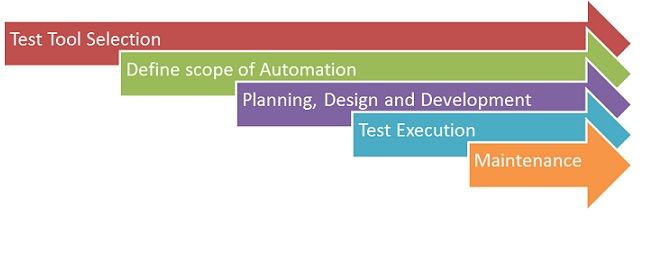 Test Tool Selection
Define scope of Automation
Planning, Design and Development
Test Execution
Maintenance